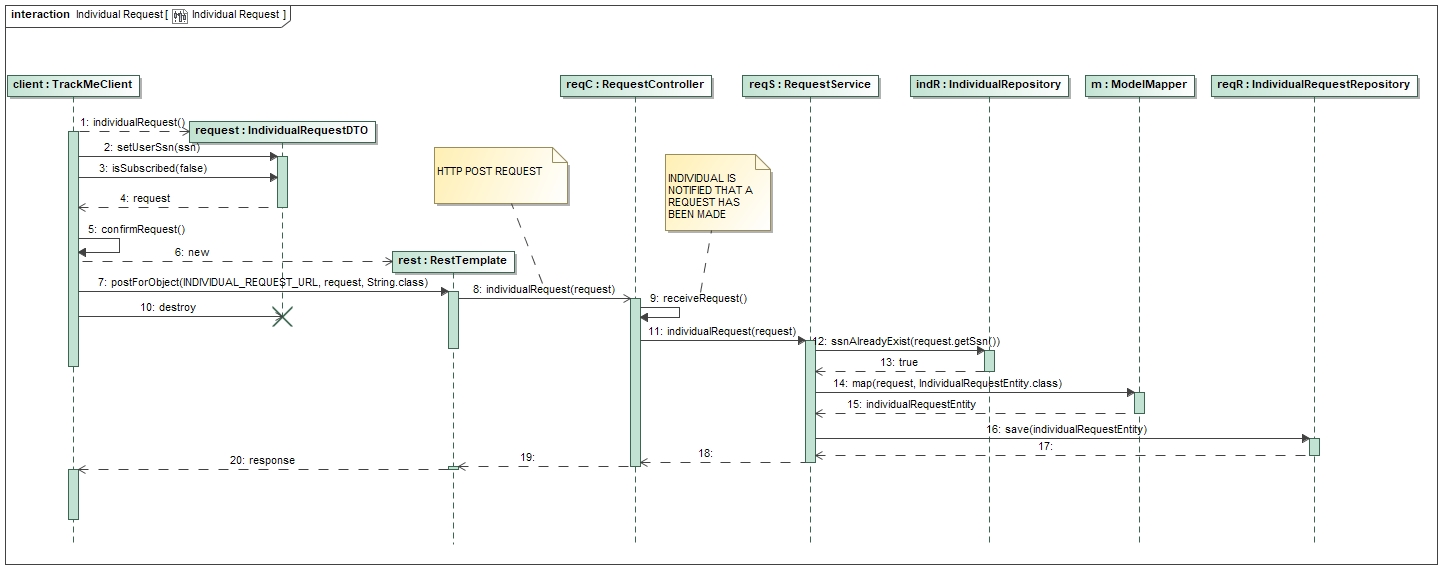 interaction Individual Request [ Individual Request ]
client : TrackMeClient
reqC : RequestController
reqS : RequestService
indR : IndividualRepository
m : ModelMapper
reqR : IndividualRequestRepository
1: individualRequest()
request : IndividualRequestDTO
2: setUserSsn(ssn)
3: isSubscribed(false)
4: request
HTTP POST REQUEST
INDIVIDUAL IS
NOTIFIED THAT A
REQUEST HAS
BEEN MADE
5: confirmRequest()
6: new
rest : RestTemplate
7: postForObject(INDIVIDUAL_REQUEST_URL, request, String.class)
8: individualRequest(request)
9: receiveRequest()
10: destroy
11: individualRequest(request)
12: ssnAlreadyExist(request.getSsn())
13: true
14: map(request, IndividualRequestEntity.class)
15: individualRequestEntity
16: save(individualRequestEntity)
17:
18:
19:
20: response